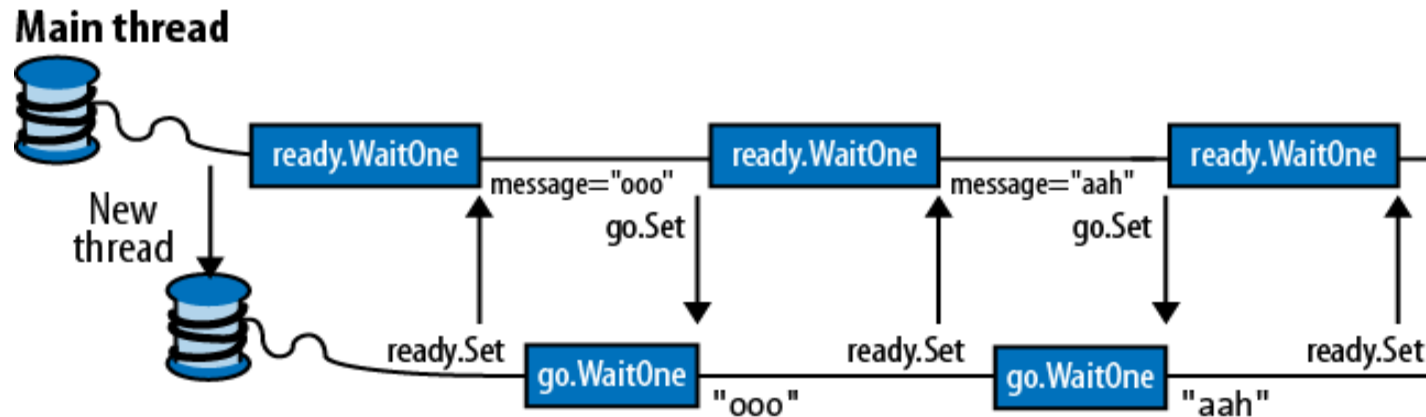 Main thread
ready.WaitOne
ready.WaitOne
ready.WaitOne
message="ooo"
message="aah"
New
thread
go.Set
go.Set
ready.Set
ready.Set
ready.Set
go.WaitOne
go.WaitOne
"ooo"
"aah"